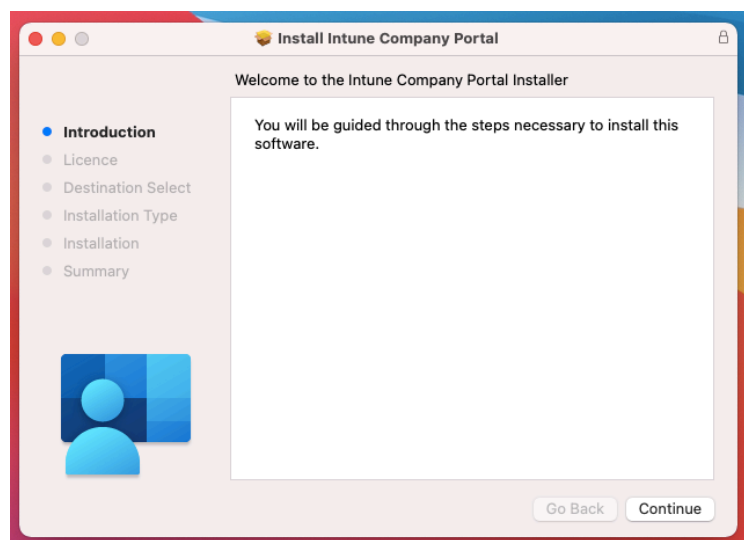 Install Intune Company Portal
Welcome to the Intune Company Portal Installer
Introduction
Licence
Destination Select
Installation Type
Installation
Summary
You will be guided through the steps necessary to install this
software.
Go Back
Continue